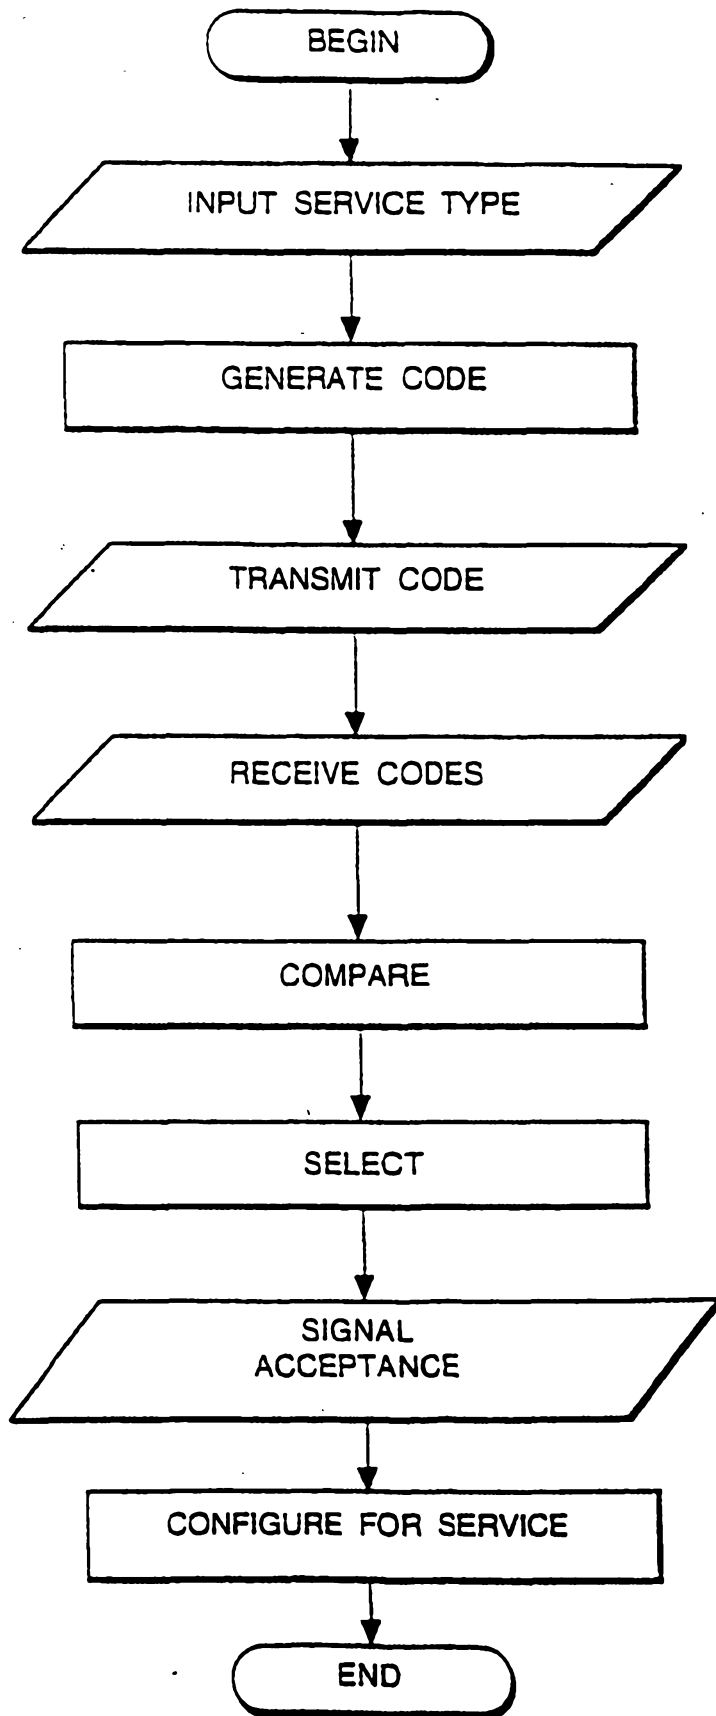 BEGIN
INPUT SERVICE TYPE
GENERATE CODE
TRANSMIT CODE
RECEIVE CODES
COMPARE
SELECT
SIGNAL
ACCEPTANCE
CONFIGURE FOR SERVICE
END